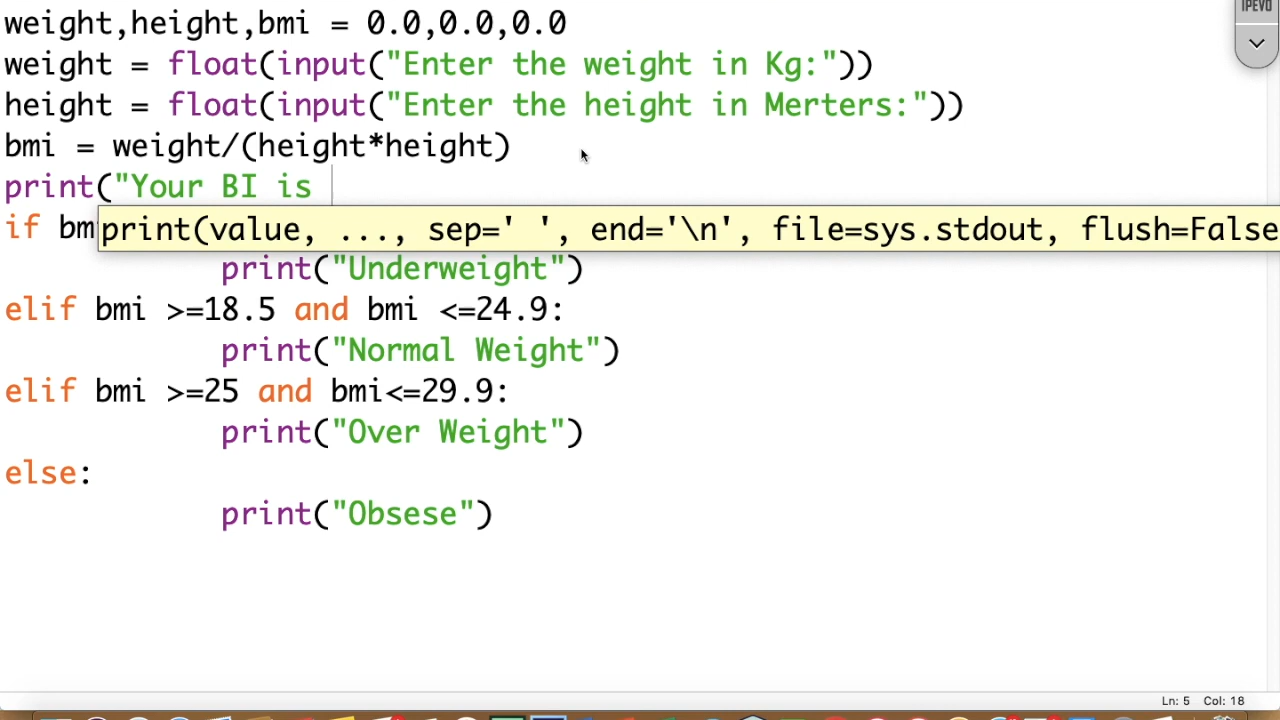 weight,height,bmi = 0.0,0.0,0.0
weight = float(input("Enter the weight in Kg:"))
height = float(input("Enter the height in Merters:"))
bmi = weight/(height*height)
print("Your BI is
if bm
print(value, ..., sep=' ', end='\n', file=sys.stdout, flush=False
print("Underweight")
elif bmi >=18.5 and bmi <=24.9:
print("Normal Weight")
elif bmi >=25 and bmi<=29.9:
print("Over Weight")
else:
print("Obsese")
IPEVO
Ln: 5 Col: 18